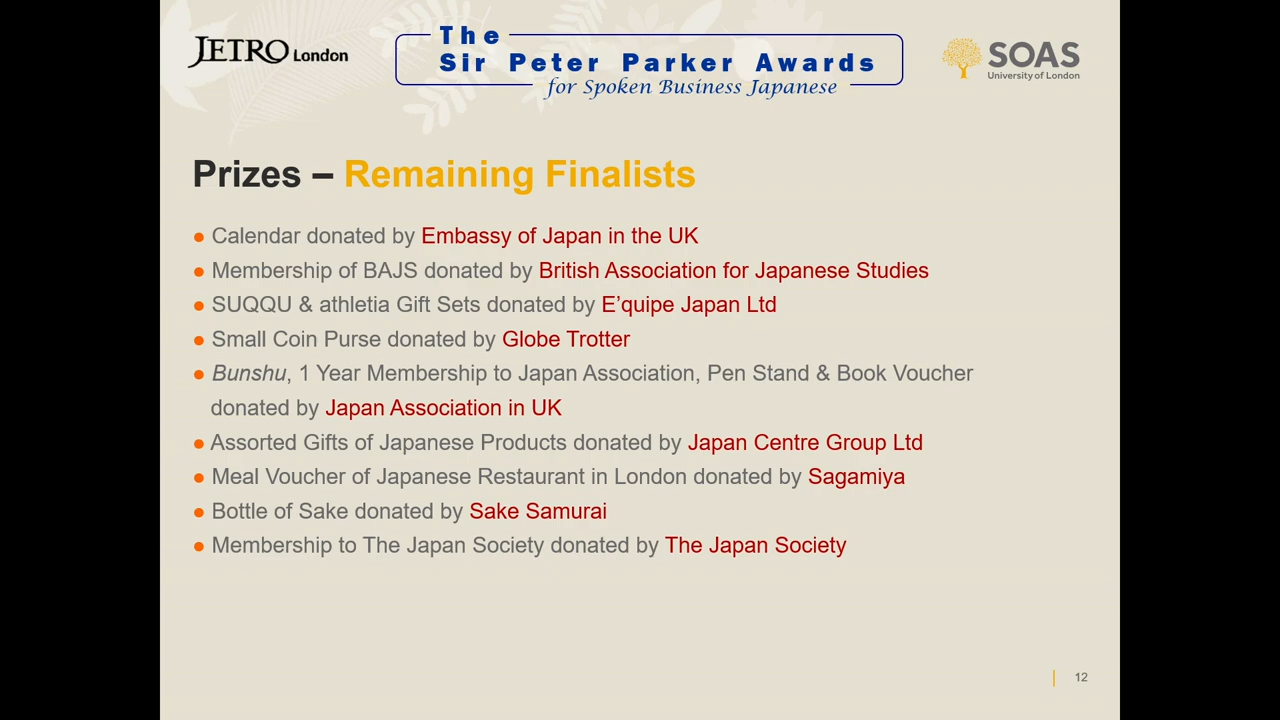 JETRO London
The
Sir Peter Parker Awards
for Spoken Business Japanese
SOAS
University of London
Prizes – Remaining Finalists
● Calendar donated by Embassy of Japan in the UK
● Membership of BAJS donated by British Association for Japanese Studies
● SUQQU & athletia Gift Sets donated by E’quipe Japan Ltd
● Small Coin Purse donated by Globe Trotter
● Bunshu, 1 Year Membership to Japan Association, Pen Stand & Book Voucher
donated by Japan Association in UK
● Assorted Gifts of Japanese Products donated by Japan Centre Group Ltd
● Meal Voucher of Japanese Restaurant in London donated by Sagamiya
● Bottle of Sake donated by Sake Samurai
● Membership to The Japan Society donated by The Japan Society
12